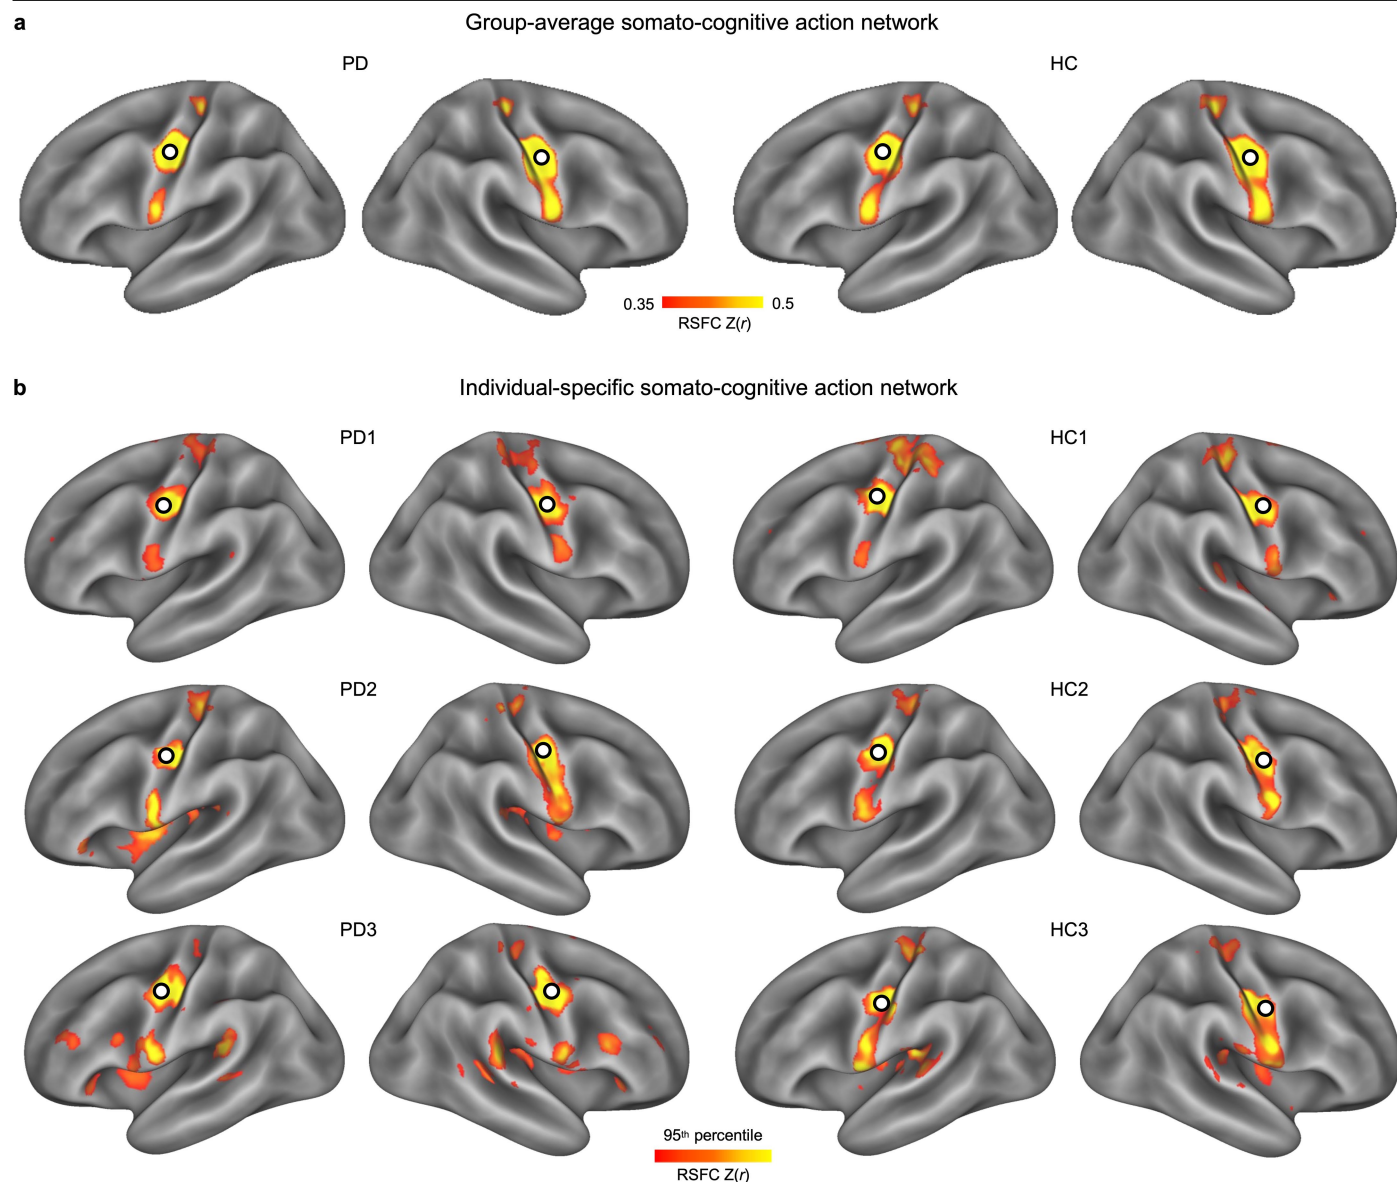 a
Group-average somato-cognitive action network
PD
HC
0.35
0.5
RSFC Z(r)
b
Individual-specific somato-cognitive action network
PD1
HC1
PD2
HC2
PD3
HC3
95th percentile
RSFC Z(r)